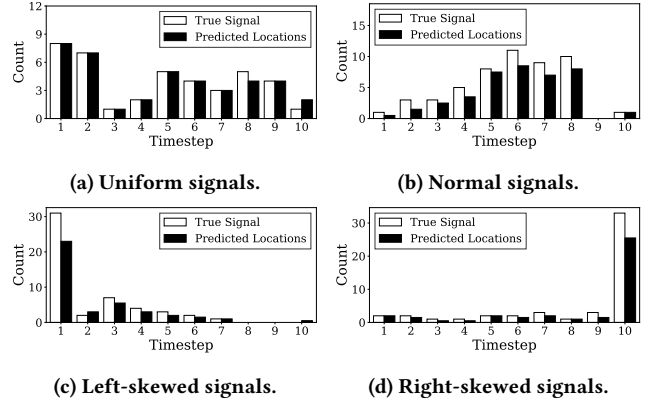 12
9
6
3
0
Count
True Signal
Predicted Locations
1 2 3 4 5 6 7 8 9 10
Timestep
(a) Uniform signals.
15
10
5
0
Count
True Signal
Predicted Locations
1 2 3 4 5 6 7 8 9 10
Timestep
(b) Normal signals.
30
20
10
0
Count
True Signal
Predicted Locations
1 2 3 4 5 6 7 8 9 10
Timestep
(c) Left-skewed signals.
30
20
10
0
Count
True Signal
Predicted Locations
1 2 3 4 5 6 7 8 9 10
Timestep
(d) Right-skewed signals.